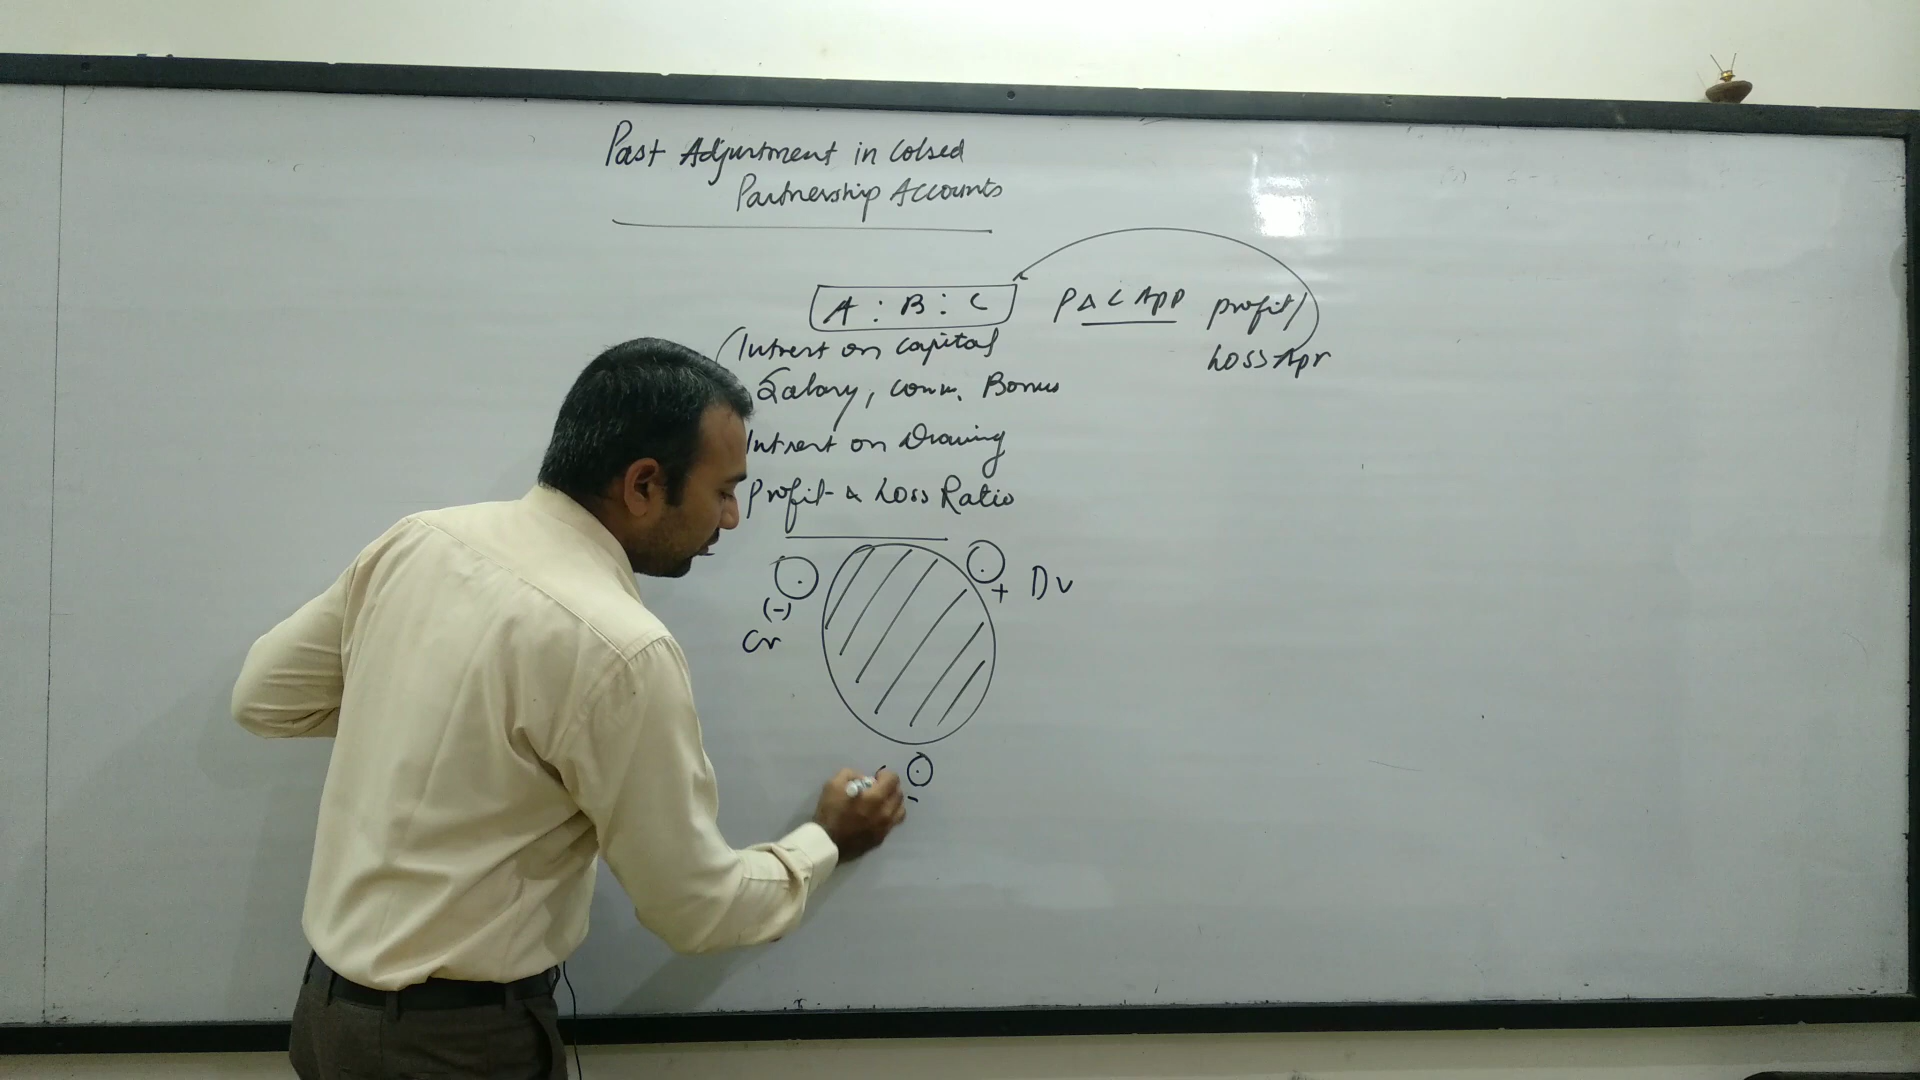 Past Adjustment in Colsed
Partnership Accounts
A : B : C P & L App profit/
Loss Apr
Intrest on capital
Salary, comm. Bonus
Intrest on Drawing
Profit & Loss Ratio
+ Dr
(-)
Cr
-